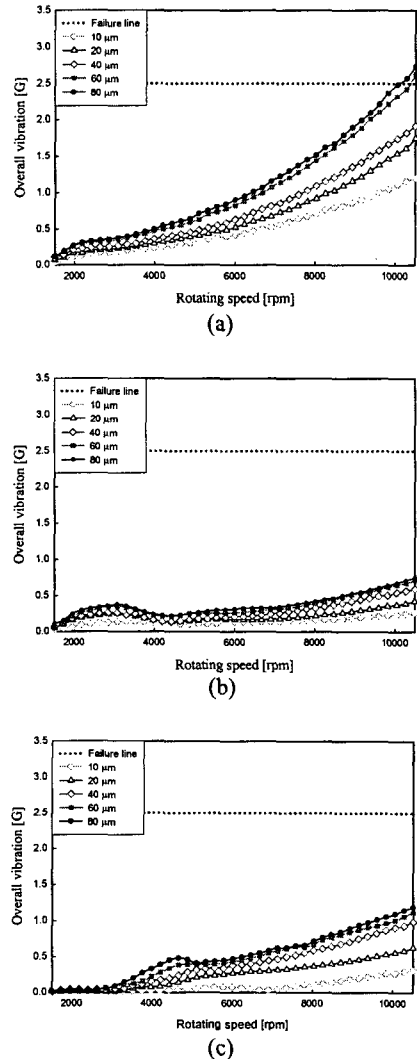 3.5
3.0
2.5
2.0
1.5
1.0
0.5
0.0
Overall vibration [G]
Failure line
10 μm
20 μm
40 μm
60 μm
80 μm
2000 4000 6000 8000 10000
Rotating speed [rpm]
(a)
3.5
3.0
2.5
2.0
1.5
1.0
0.5
0.0
Overall vibration [G]
Failure line
10 μm
20 μm
40 μm
60 μm
80 μm
2000 4000 6000 8000 10000
Rotating speed [rpm]
(b)
3.5
3.0
2.5
2.0
1.5
1.0
0.5
0.0
Overall vibration [G]
Failure line
10 μm
20 μm
40 μm
60 μm
80 μm
2000 4000 6000 8000 10000
Rotating speed [rpm]
(c)